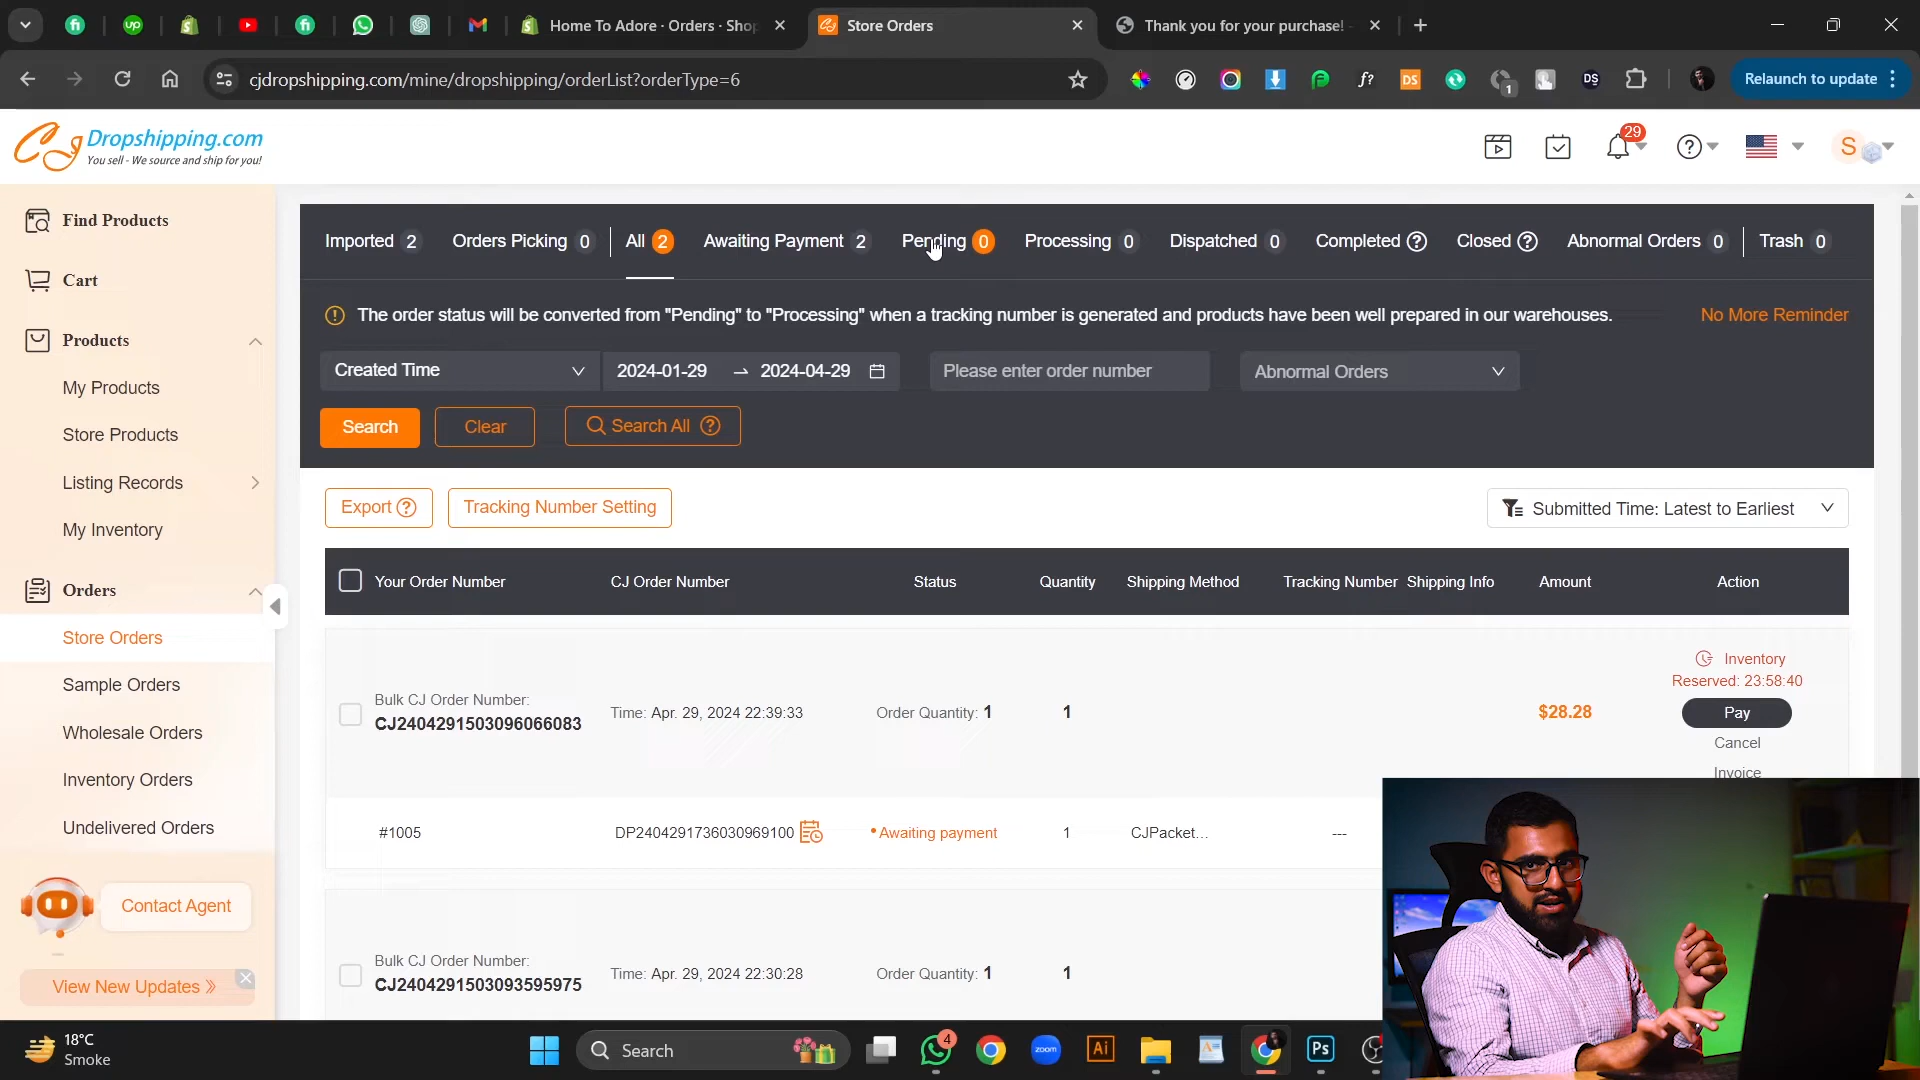 Home To Adore · Orders · Shop
Store Orders
Thank you for your purchase! -
cjdropshipping.com/mine/dropshipping/orderList?orderType=6
Relaunch to update
Dropshipping.com
You sell - We source and ship for you!
29
S
Find Products
Cart
Products
My Products
Store Products
Listing Records
My Inventory
Orders
Store Orders
Sample Orders
Wholesale Orders
Inventory Orders
Undelivered Orders
Contact Agent
View New Updates »
Imported 2 Orders Picking 0 All 2 Awaiting Payment 2 Pending 0 Processing 0 Dispatched 0 Completed ? Closed ? Abnormal Orders 0 Trash 0
The order status will be converted from "Pending" to "Processing" when a tracking number is generated and products have been well prepared in our warehouses. No More Reminder
Created Time 2024-01-29 → 2024-04-29 Please enter order number Abnormal Orders
Search Clear Search All ?
Export ? Tracking Number Setting Submitted Time: Latest to Earliest
Your Order Number CJ Order Number Status Quantity Shipping Method Tracking Number Shipping Info Amount Action
Bulk CJ Order Number:
CJ2404291503096066083
Time: Apr. 29, 2024 22:39:33
Order Quantity: 1
1
$28.28
Inventory
Reserved: 23:58:40
Pay
Cancel
Invoice
#1005 DP2404291736030969100 Awaiting payment 1 CJPacket... ---
Bulk CJ Order Number:
CJ2404291503093595975
Time: Apr. 29, 2024 22:30:28
Order Quantity: 1
1
18°C
Smoke
Search
4
zoom
Ai
Ps